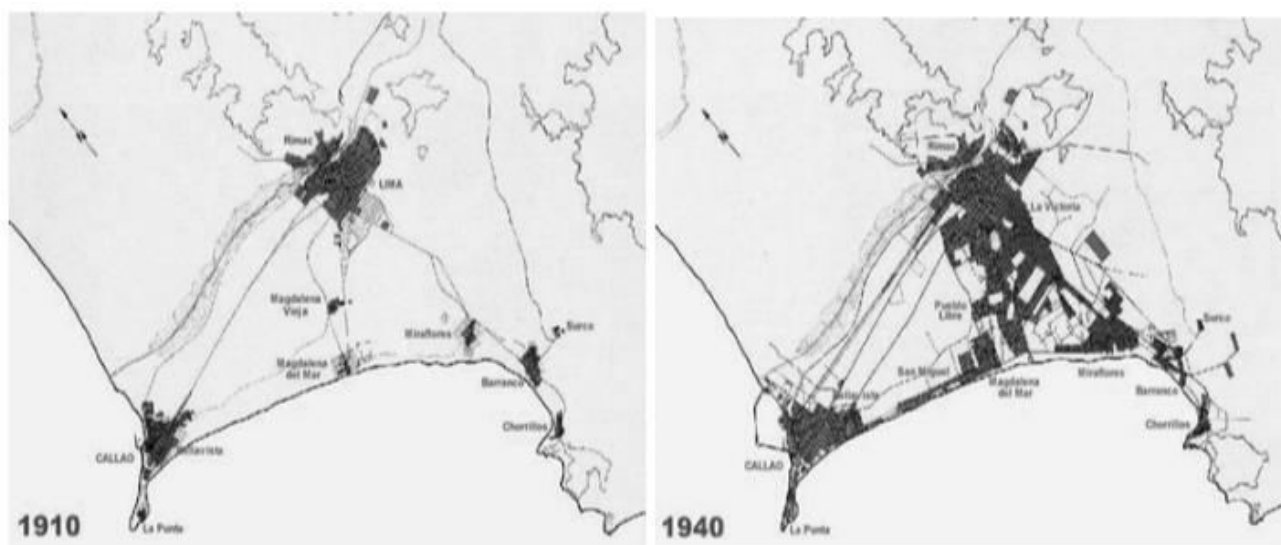 Rimac
LIMA
Magdalena
Vieja
Miraflores
Surco
Magdalena
del Mar
Barranco
Chorrillos
CALLAO
Bellavista
La Punta
1910
Rimac
La Victoria
Pueblo
Libre
Surco
San Miguel
Miraflores
Magdalena
del Mar
Barranco
Bellavista
Chorrillos
CALLAO
La Punta
1940